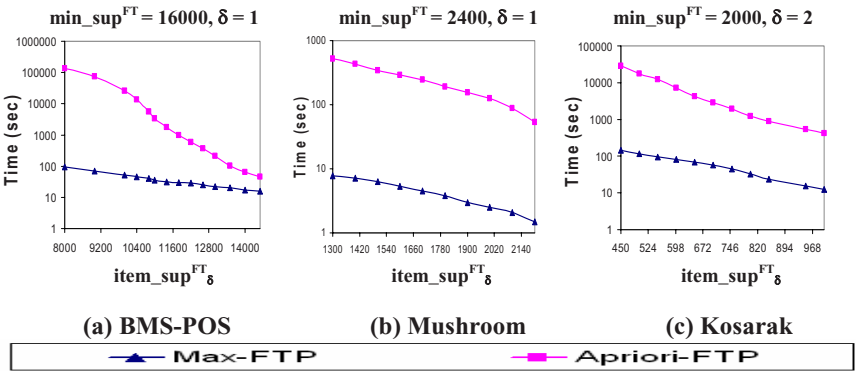 min_sup^FT = 16000, δ = 1
1000000
100000
10000
1000
100
10
1
Time (sec)
8000 9200 10400 11600 12800 14000
item_sup^FT_δ
(a) BMS-POS
min_sup^FT = 2400, δ = 1
1000
100
10
1
Time (sec)
1300 1420 1540 1660 1780 1900 2020 2140
item_sup^FT_δ
(b) Mushroom
min_sup^FT = 2000, δ = 2
100000
10000
1000
100
10
1
Time (sec)
450 524 598 672 746 820 894 968
item_sup^FT_δ
(c) Kosarak
Max-FTP Apriori-FTP